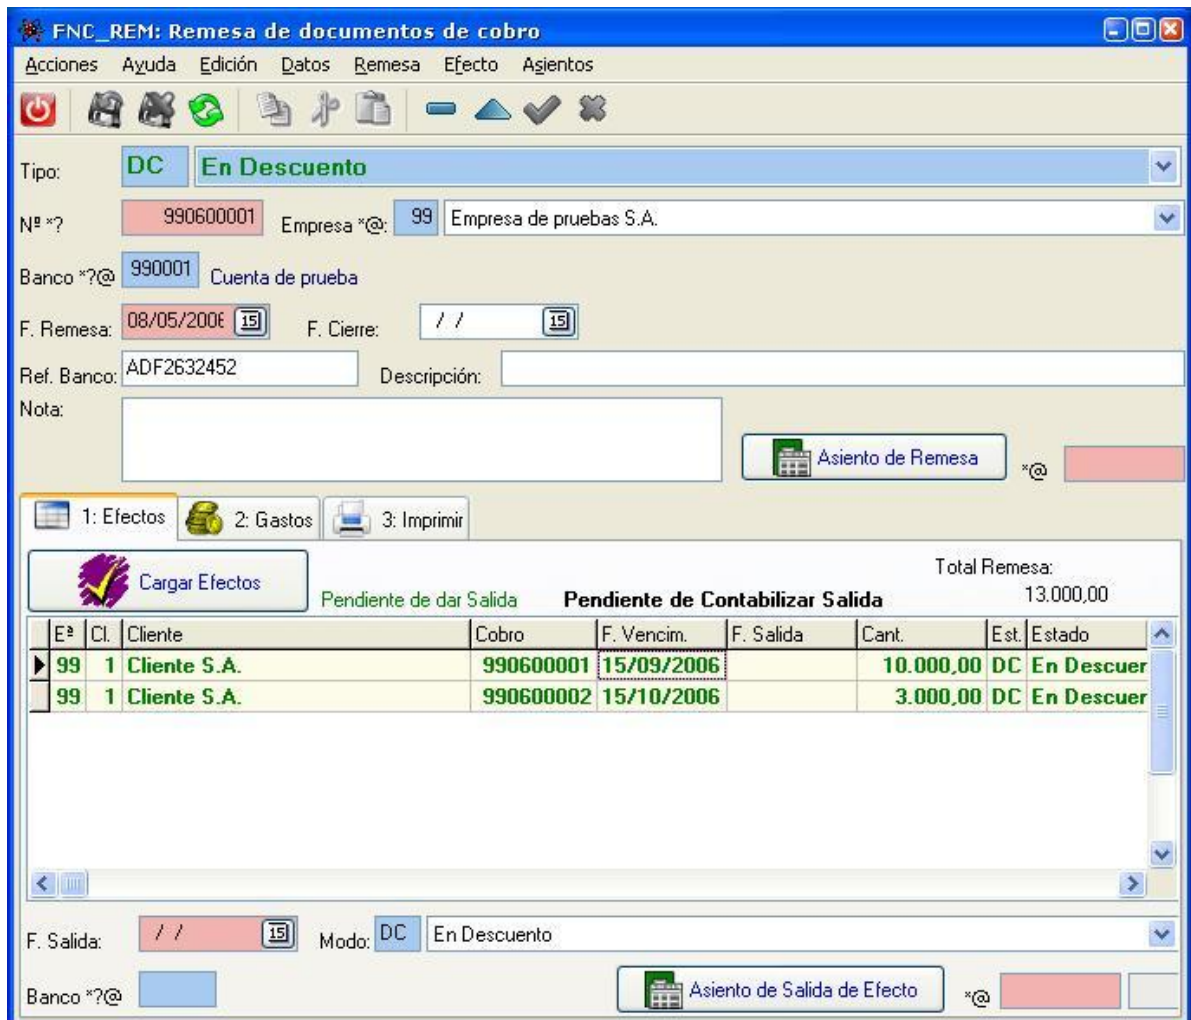 FNC_REM: Remesa de documentos de cobro
Acciones Ayuda Edición Datos Remesa Efecto Asientos
Tipo: DC En Descuento
Nº *? 990600001 Empresa *@: 99 Empresa de pruebas S.A.
Banco *?@ 990001 Cuenta de prueba
F. Remesa: 08/05/2006 15 F. Cierre: / / 15
Ref. Banco: ADF2632452 Descripción:
Nota:
Asiento de Remesa *@
1: Efectos 2: Gastos 3: Imprimir
Total Remesa:
Cargar Efectos Pendiente de dar Salida Pendiente de Contabilizar Salida 13.000,00
Eª Cl. Cliente Cobro F. Vencim. F. Salida Cant. Est. Estado
99 1 Cliente S.A. 990600001 15/09/2006 10.000,00 DC En Descuer
99 1 Cliente S.A. 990600002 15/10/2006 3.000,00 DC En Descuer
F. Salida: / / 15 Modo: DC En Descuento
Banco *?@ Asiento de Salida de Efecto *@